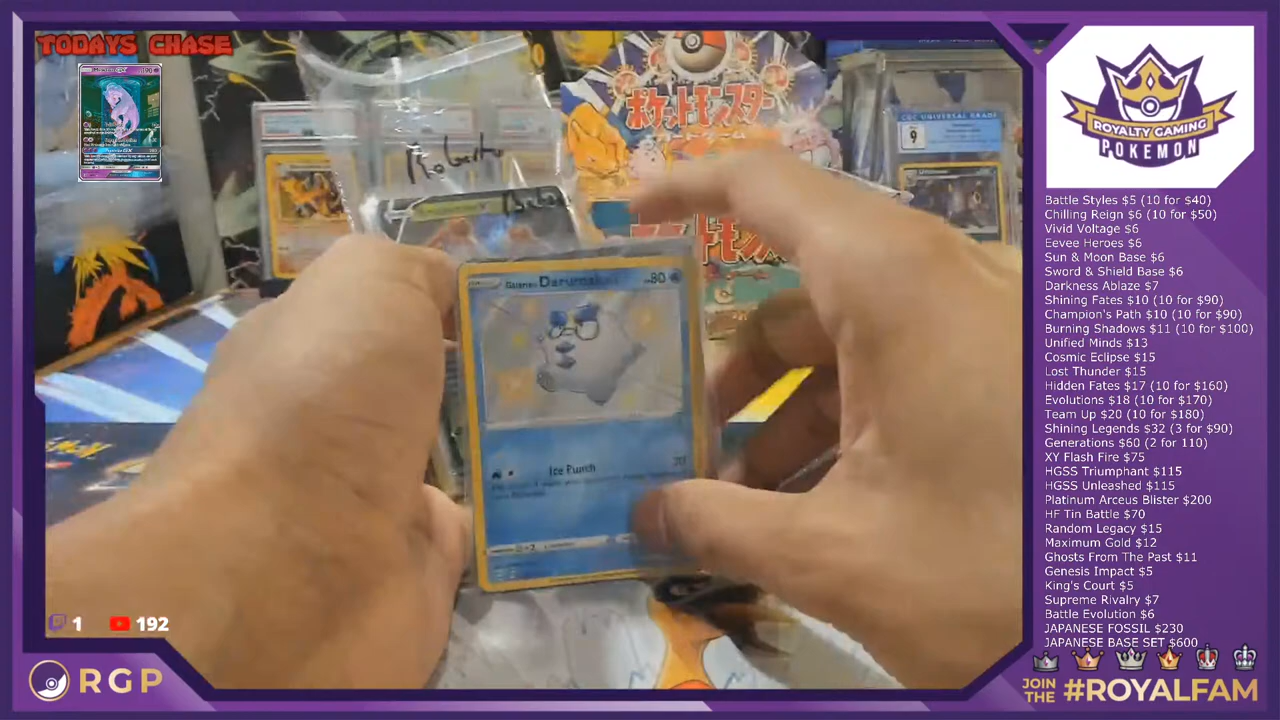 TODAYS CHASE
Roberto
ポケットモンスター
CGC UNIVERSAL GRADE
9
Galarian Darumaka
80
Ice Punch
1
192
RGP
ROYALTY GAMING
POKEMON
Battle Styles $5 (10 for $40)
Chilling Reign $6 (10 for $50)
Vivid Voltage $6
Eevee Heroes $6
Sun & Moon Base $6
Sword & Shield Base $6
Darkness Ablaze $7
Shining Fates $10 (10 for $90)
Champion's Path $10 (10 for $90)
Burning Shadows $11 (10 for $100)
Unified Minds $13
Cosmic Eclipse $15
Lost Thunder $15
Hidden Fates $17 (10 for $160)
Evolutions $18 (10 for $170)
Team Up $20 (10 for $180)
Shining Legends $32 (3 for $90)
Generations $60 (2 for 110)
XY Flash Fire $75
HGSS Triumphant $115
HGSS Unleashed $115
Platinum Arceus Blister $200
HF Tin Battle $70
Random Legacy $15
Maximum Gold $12
Ghosts From The Past $11
Genesis Impact $5
King's Court $5
Supreme Rivalry $7
Battle Evolution $6
JAPANESE FOSSIL $230
JAPANESE BASE SET $600
JOIN THE #ROYALFAM